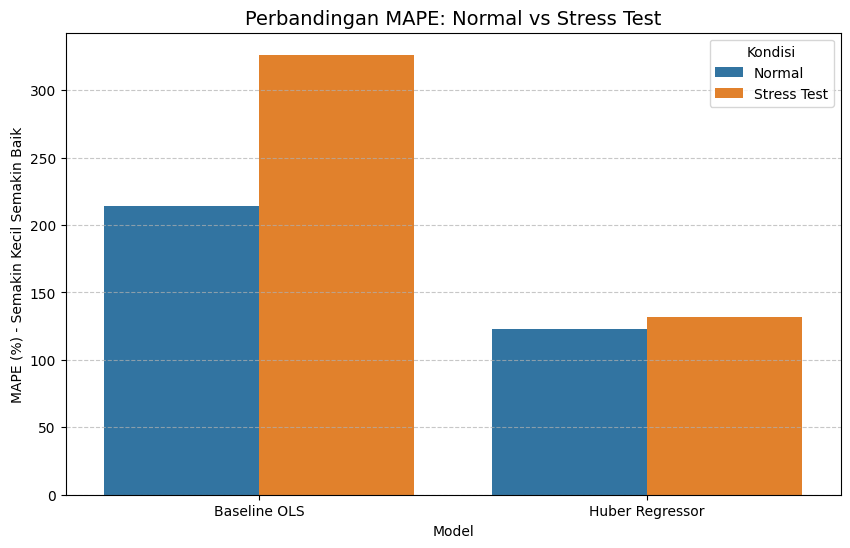 Perbandingan MAPE: Normal vs Stress Test
Kondisi
Normal
Stress Test
MAPE (%) - Semakin Kecil Semakin Baik
300
250
200
150
100
50
0
Baseline OLS
Huber Regressor
Model